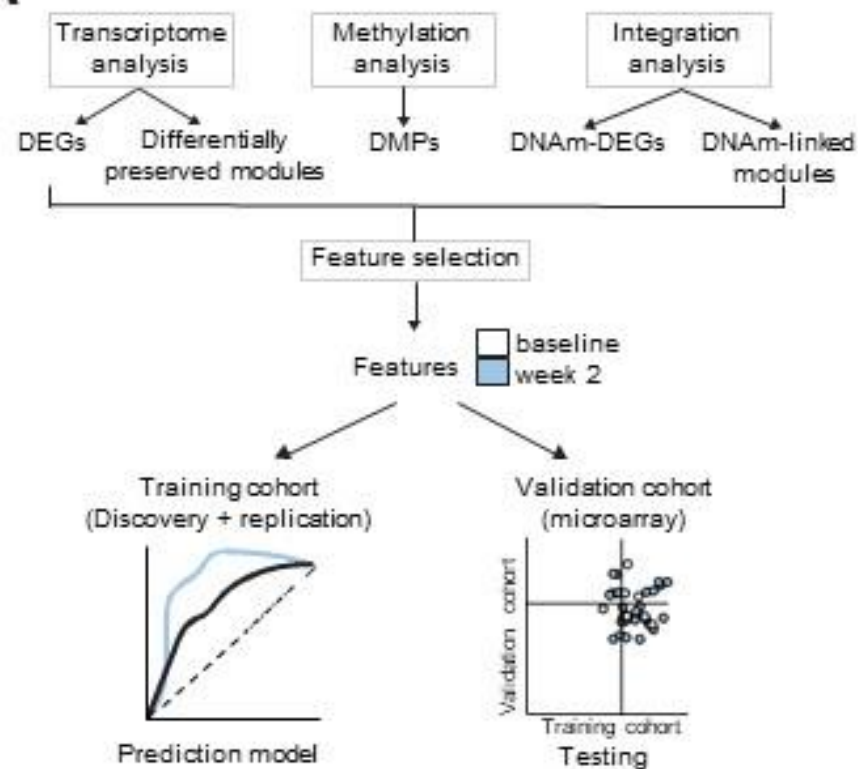 Transcriptome
analysis
Methylation
analysis
Integration
analysis
DEGs
Differentially
preserved modules
DMPs
DNAm-DEGs
DNAm-linked
modules
Feature selection
Features
baseline
week 2
Training cohort
(Discovery + replication)
Validation cohort
(microarray)
Validation cohort
Training cohort
Prediction model
Testing